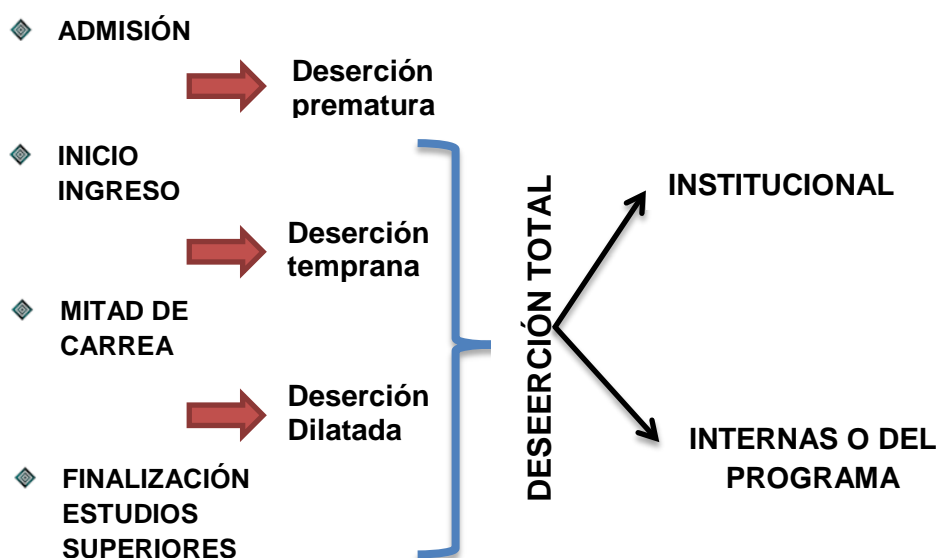 ADMISIÓN
Deserción
prematura
INICIO
INGRESO
Deserción
temprana
MITAD DE
CARREA
Deserción
Dilatada
FINALIZACIÓN
ESTUDIOS
SUPERIORES
DESEERCIÓN TOTAL
INSTITUCIONAL
INTERNAS O DEL
PROGRAMA